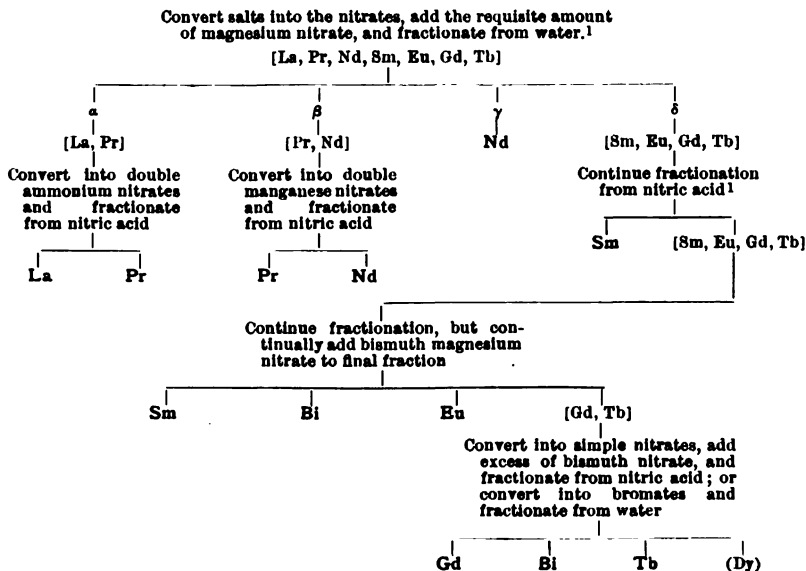 Convert salts into the nitrates, add the requisite amount
of magnesium nitrate, and fractionate from water.¹
[La, Pr, Nd, Sm, Eu, Gd, Tb]
α
β
γ
δ
[La, Pr]
[Pr, Nd]
Nd
[Sm, Eu, Gd, Tb]
Convert into double
ammonium nitrates
and fractionate
from nitric acid
Convert into double
manganese nitrates
and fractionate
from nitric acid
Continue fractionation
from nitric acid¹
La
Pr
Pr
Nd
Sm
[Sm, Eu, Gd, Tb]
Continue fractionation, but con-
tinually add bismuth magnesium
nitrate to final fraction
Sm
Bi
Eu
[Gd, Tb]
Convert into simple nitrates, add
excess of bismuth nitrate, and
fractionate from nitric acid; or
convert into bromates and
fractionate from water
Gd
Bi
Tb
(Dy)